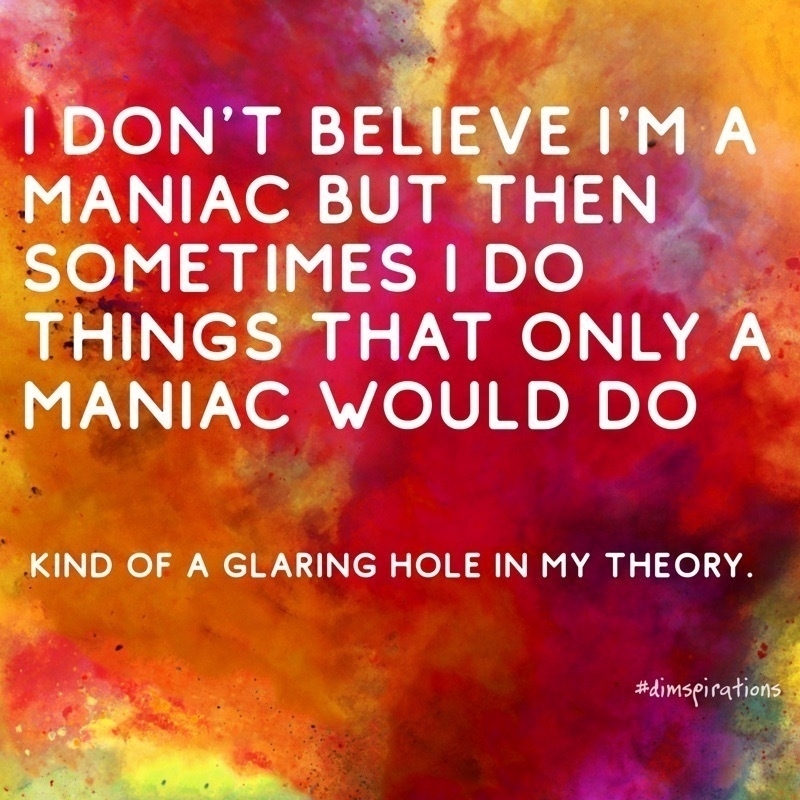 I DON'T BELIEVE I'M A
MANIAC BUT THEN
SOMETIMES I DO
THINGS THAT ONLY A
MANIAC WOULD DO
KIND OF A GLARING HOLE IN MY THEORY.
#dimspirations